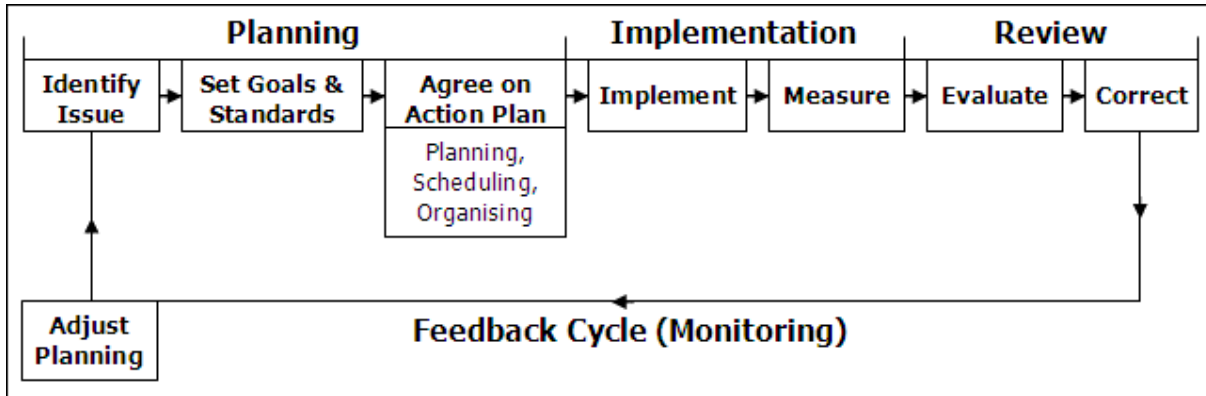 Planning
Implementation
Review
Identify
Issue
Set Goals &
Standards
Agree on
Action Plan
Planning,
Scheduling,
Organising
Implement
Measure
Evaluate
Correct
Adjust
Planning
Feedback Cycle (Monitoring)